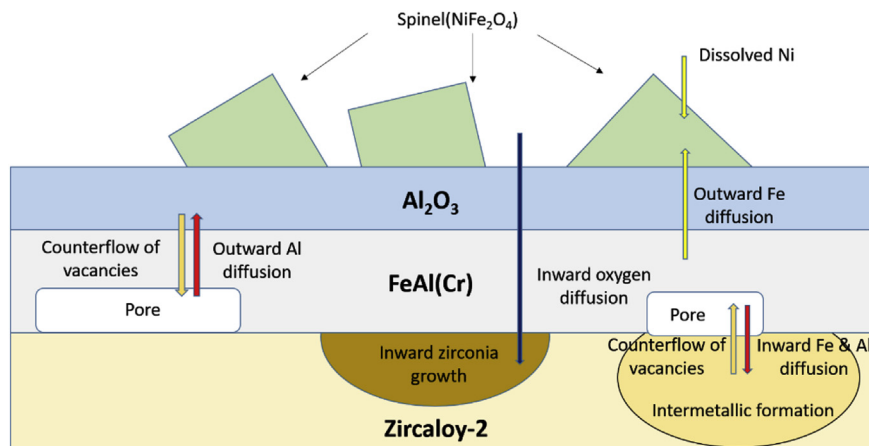 Spinel(NiFe₂O₄)
Dissolved Ni
Al₂O₃
Outward Fe
diffusion
Counterflow of
vacancies
Outward Al
diffusion
FeAl(Cr)
Inward oxygen
diffusion
Pore
Pore
Inward zirconia
growth
Counterflow of
vacancies
Inward Fe & Al
diffusion
Intermetallic formation
Zircaloy-2